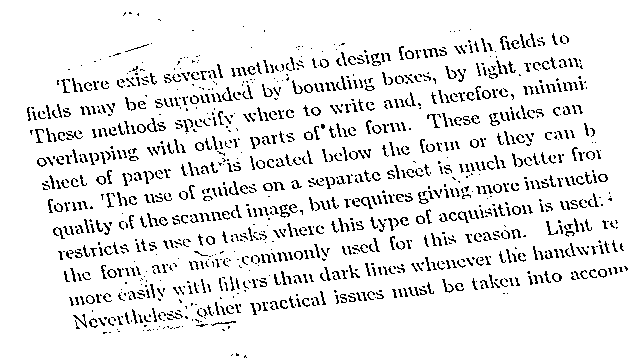 There exist several methods to design forms with fields to
fields may be surrounded by bounding boxes, by light rectan
These methods specify where to write and, therefore, minimi
overlapping with other parts of the form. These guides can
sheet of paper that is located below the form or they can b
form. The use of guides on a separate sheet is much better fror
quality of the scanned image, but requires giving more instructio
restricts its use to tasks where this type of acquisition is used.
the form are more commonly used for this reason. Light re
more easily with filters than dark lines whenever the handwritte
Nevertheless, other practical issues must be taken into accoun